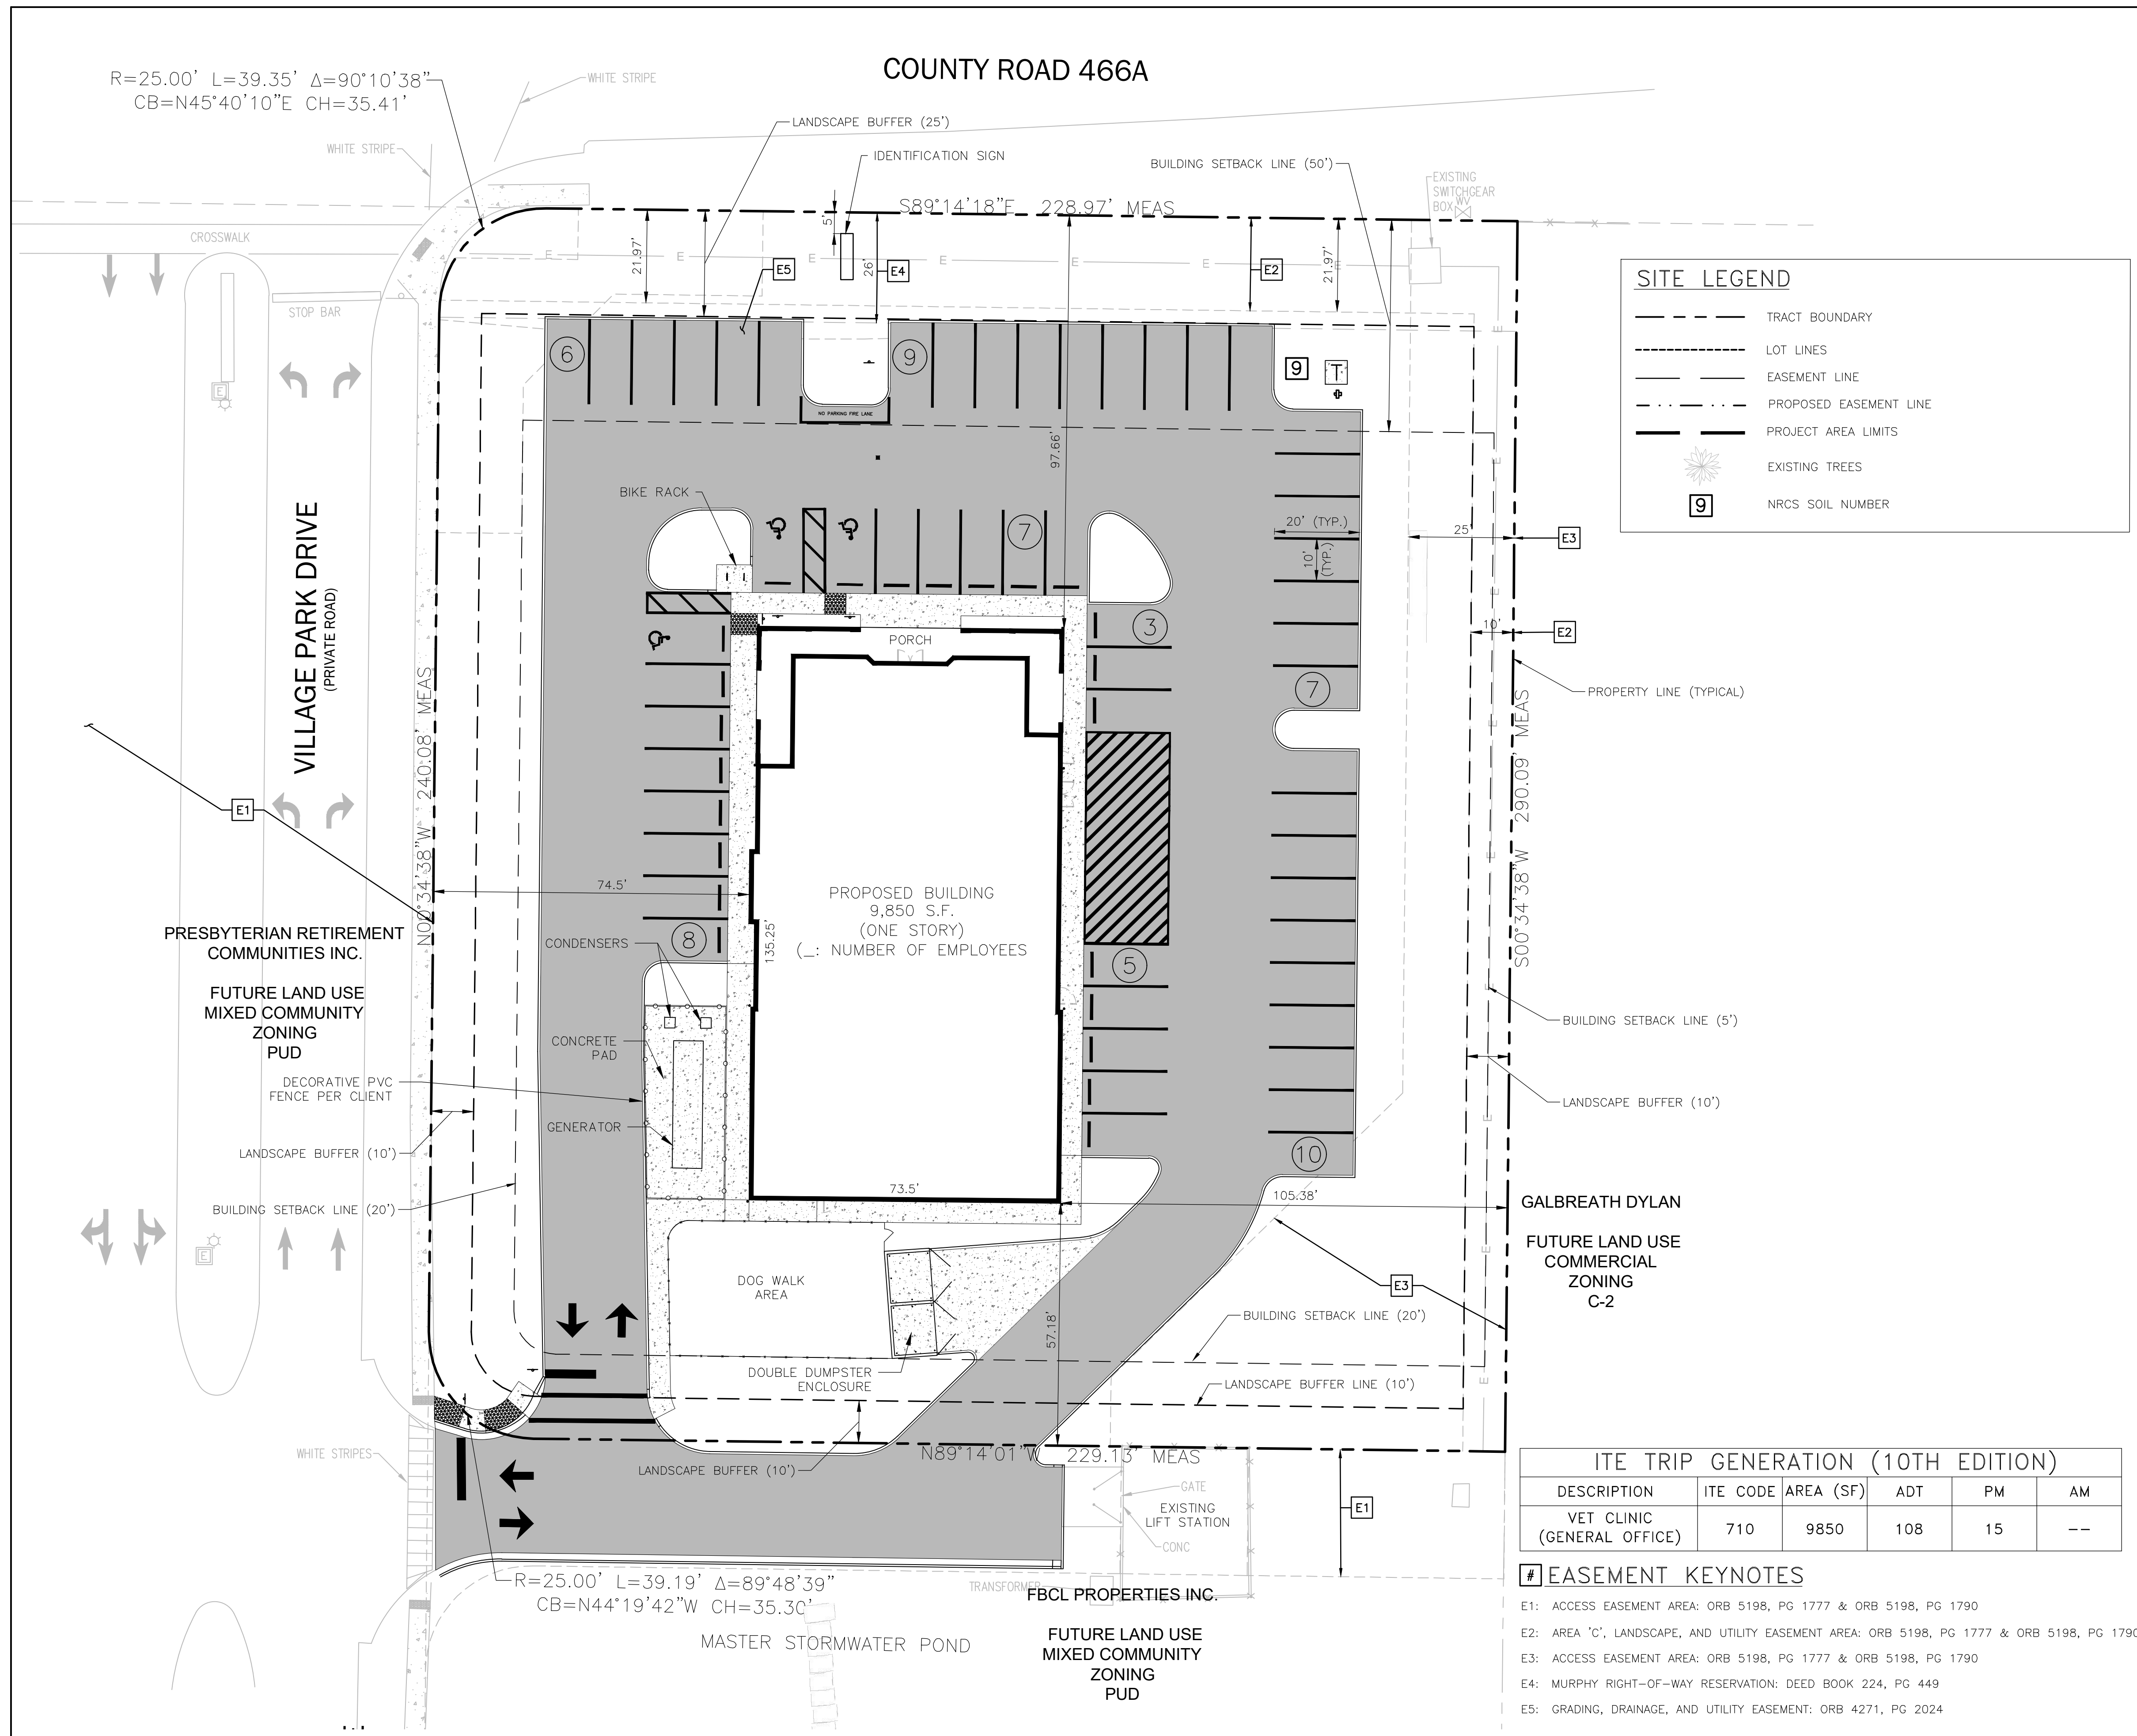 COUNTY ROAD 466A
R=25.00' L=39.35' Δ=90°10'38"
CB=N45°40'10"E CH=35.41'
WHITE STRIPE
WHITE STRIPE
LANDSCAPE BUFFER (25')
IDENTIFICATION SIGN
BUILDING SETBACK LINE (50')
EXISTING
SWITCHGEAR
BOX
WV
S89°14'18"E 228.97' MEAS
CROSSWALK
STOP BAR
21.97'
5'
26'
E5
E4
E2
21.97'
E
E
E
E
E
E
E
6
9
9
T
NO PARKING FIRE LANE
97.66'
BIKE RACK
7
20' (TYP.)
10'
(TYP.)
25'
E3
10'
E2
3
7
PORCH
PROPERTY LINE (TYPICAL)
VILLAGE PARK DRIVE
(PRIVATE ROAD)
N00°34'38"W 240.08' MEAS
S00°34'38"W 290.09' MEAS
E1
74.5'
135.25'
PROPOSED BUILDING
9,850 S.F.
(ONE STORY)
(_: NUMBER OF EMPLOYEES
PRESBYTERIAN RETIREMENT
COMMUNITIES INC.
FUTURE LAND USE
MIXED COMMUNITY
ZONING
PUD
CONDENSERS
8
5
CONCRETE
PAD
DECORATIVE PVC
FENCE PER CLIENT
GENERATOR
LANDSCAPE BUFFER (10')
BUILDING SETBACK LINE (20')
BUILDING SETBACK LINE (5')
LANDSCAPE BUFFER (10')
10
73.5'
105.38'
GALBREATH DYLAN
FUTURE LAND USE
COMMERCIAL
ZONING
C-2
E
DOG WALK
AREA
E3
57.18'
BUILDING SETBACK LINE (20')
DOUBLE DUMPSTER
ENCLOSURE
LANDSCAPE BUFFER LINE (10')
WHITE STRIPES
LANDSCAPE BUFFER (10')
N89°14'01"W 229.13' MEAS
GATE
EXISTING
LIFT STATION
CONC
E1
TRANSFORMER
R=25.00' L=39.19' Δ=89°48'39"
CB=N44°19'42"W CH=35.30'
MASTER STORMWATER POND
FBCL PROPERTIES INC.
FUTURE LAND USE
MIXED COMMUNITY
ZONING
PUD
SITE LEGEND
TRACT BOUNDARY
LOT LINES
EASEMENT LINE
PROPOSED EASEMENT LINE
PROJECT AREA LIMITS
EXISTING TREES
9 NRCS SOIL NUMBER
ITE TRIP GENERATION (10TH EDITION)
DESCRIPTION ITE CODE AREA (SF) ADT PM AM
VET CLINIC
(GENERAL OFFICE) 710 9850 108 15 --
# EASEMENT KEYNOTES
E1: ACCESS EASEMENT AREA: ORB 5198, PG 1777 & ORB 5198, PG 1790
E2: AREA 'C', LANDSCAPE, AND UTILITY EASEMENT AREA: ORB 5198, PG 1777 & ORB 5198, PG 1790
E3: ACCESS EASEMENT AREA: ORB 5198, PG 1777 & ORB 5198, PG 1790
E4: MURPHY RIGHT-OF-WAY RESERVATION: DEED BOOK 224, PG 449
E5: GRADING, DRAINAGE, AND UTILITY EASEMENT: ORB 4271, PG 2024